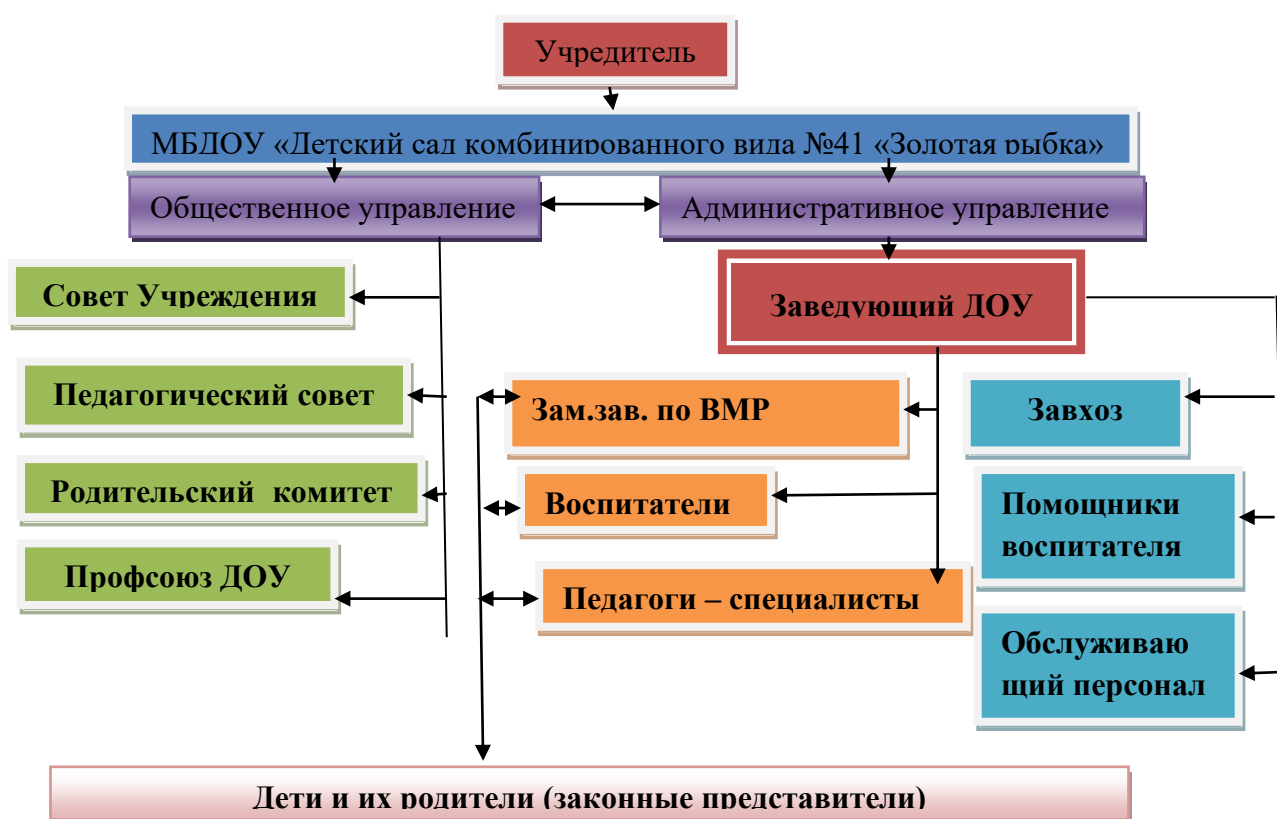 Учредитель
МБДОУ «Детский сад комбинированного вида №41 «Золотая рыбка»
Общественное управление
Административное управление
Совет Учреждения
Заведующий ДОУ
Педагогический совет
Зам.зав. по ВМР
Завхоз
Родительский комитет
Воспитатели
Помощники
воспитателя
Профсоюз ДОУ
Педагоги – специалисты
Обслуживаю
щий персонал
Дети и их родители (законные представители)